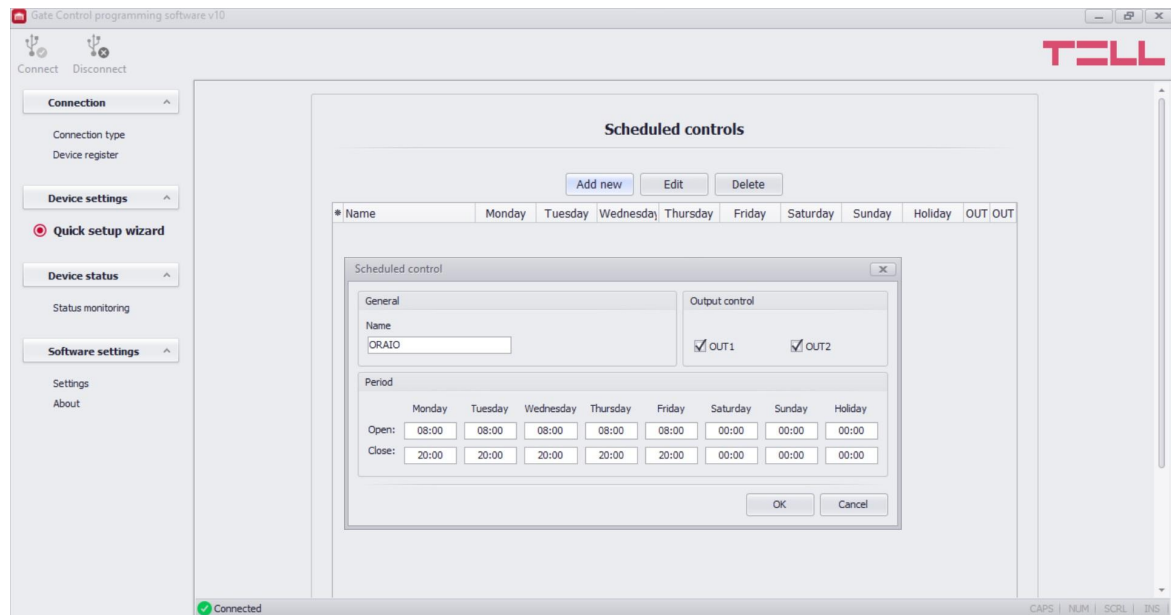 Gate Control programming software v10
Connect Disconnect
TELL
Connection
Connection type
Device register
Device settings
Quick setup wizard
Device status
Status monitoring
Software settings
Settings
About
Scheduled controls
Add new Edit Delete
Name Monday Tuesday Wednesday Thursday Friday Saturday Sunday Holiday OUT OUT
Scheduled control
General
Name
ORAIO
Output control
OUT1 OUT2
Period
Monday Tuesday Wednesday Thursday Friday Saturday Sunday Holiday
Open: 08:00 08:00 08:00 08:00 08:00 00:00 00:00 00:00
Close: 20:00 20:00 20:00 20:00 20:00 00:00 00:00 00:00
OK Cancel
Connected
CAPS | NUM | SCRL | INS